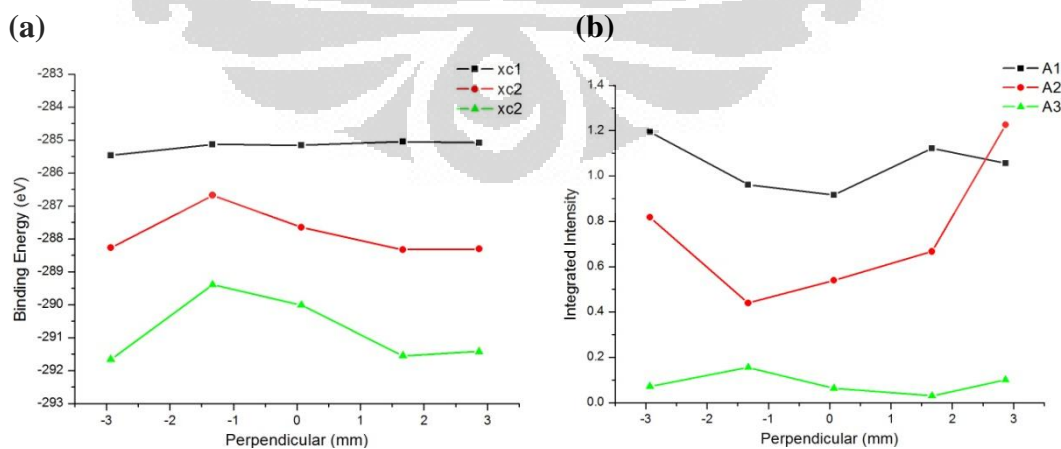 (a)
(b)
-283
-284
-285
-286
-287
-288
-289
-290
-291
-292
-293
Binding Energy (eV)
-3
-2
-1
0
1
2
3
Perpendicular (mm)
xc1
xc2
xc2
1.4
1.2
1.0
0.8
0.6
0.4
0.2
0.0
Integrated Intensity
-3
-2
-1
0
1
2
3
Perpendicular (mm)
A1
A2
A3